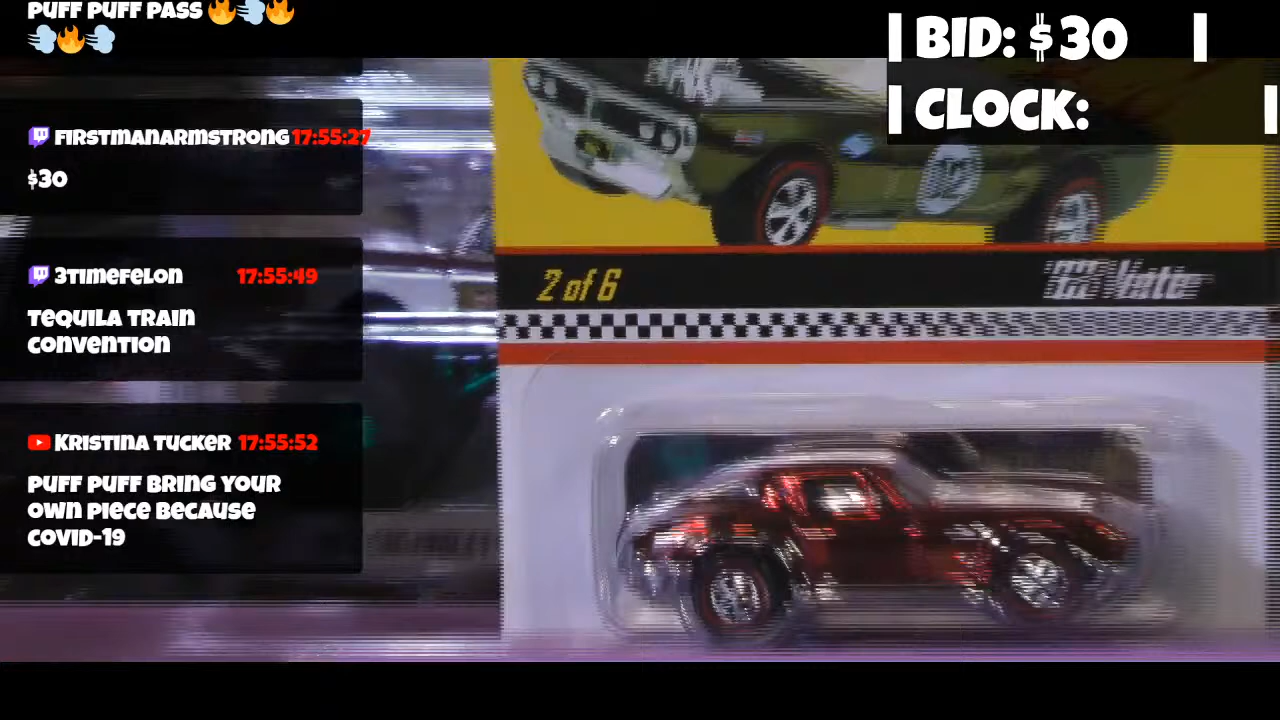 PUFF PUFF PASS 🔥💨🔥
💨🔥💨
FIRSTMANARMSTRONG 17:55:27
$30
3TIMEFELON 17:55:49
TEQUILA TRAIN
CONVENTION
KRISTINA TUCKER 17:55:52
PUFF PUFF BRING YOUR
OWN PIECE BECAUSE
COVID-19
| BID: $30 |
| CLOCK: |
2 of 6